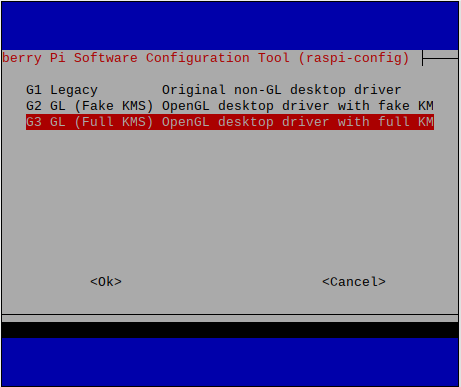 berry Pi Software Configuration Tool (raspi-config)
G1 Legacy        Original non-GL desktop driver
G2 GL (Fake KMS) OpenGL desktop driver with fake KM
G3 GL (Full KMS) OpenGL desktop driver with full KM
<Ok>                         <Cancel>